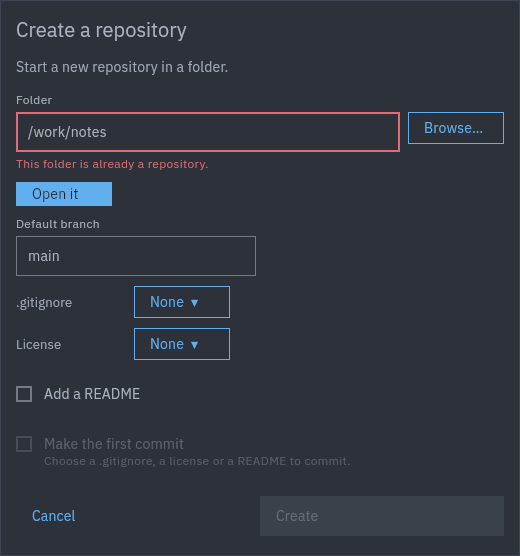 Create a repository
Start a new repository in a folder.
Folder
/work/notes
Browse...
This folder is already a repository.
Open it
Default branch
main
.gitignore
None ▾
License
None ▾
Add a README
Make the first commit
Choose a .gitignore, a license or a README to commit.
Cancel
Create